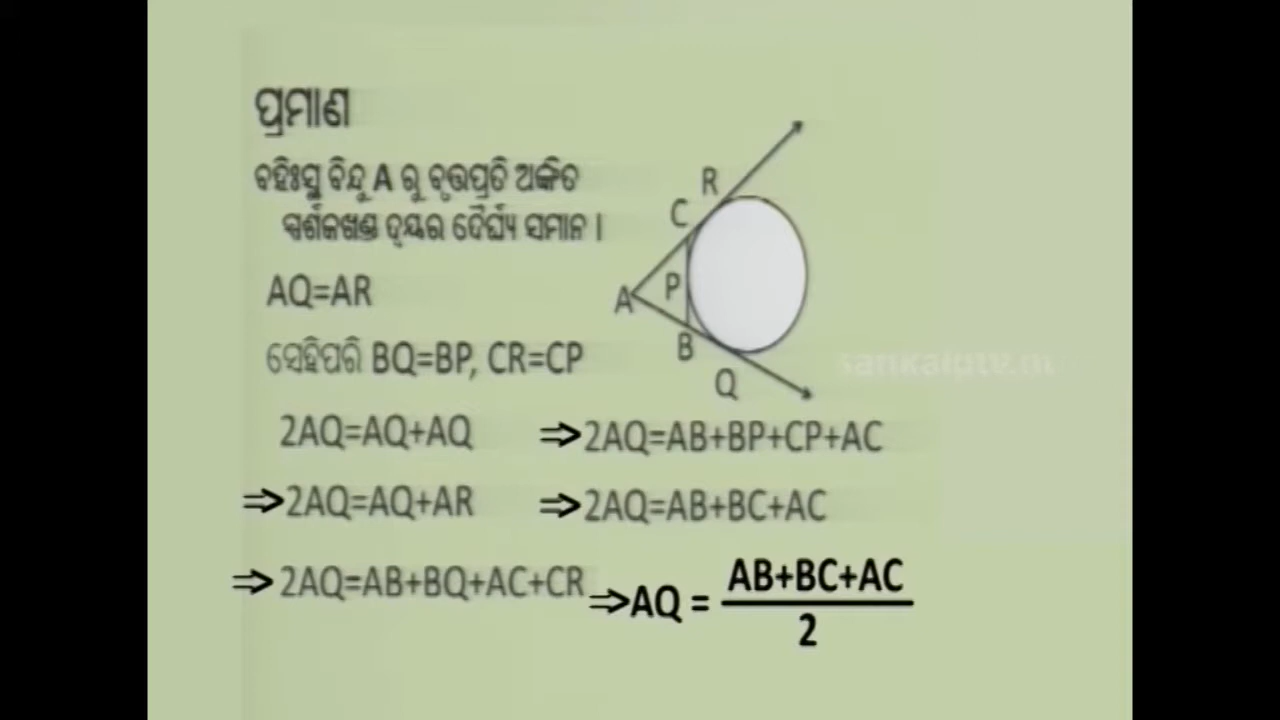 ପ୍ରମାଣ
ବହିଃସ୍ଥ ବିନ୍ଦୁ A ରୁ ବୃତ୍ତପ୍ରତି ଅଙ୍କିତ
ସ୍ପର୍ଶକଖଣ୍ଡ ଦ୍ୱୟର ଦୈର୍ଘ୍ୟ ସମାନ ।
AQ=AR
ସେହିପରି BQ=BP, CR=CP
2AQ=AQ+AQ
⇒2AQ=AQ+AR
⇒ 2AQ=AB+BQ+AC+CR
⇒2AQ=AB+BP+CP+AC
⇒2AQ=AB+BC+AC
⇒AQ = AB+BC+AC
2
R
C
P
A
B
Q